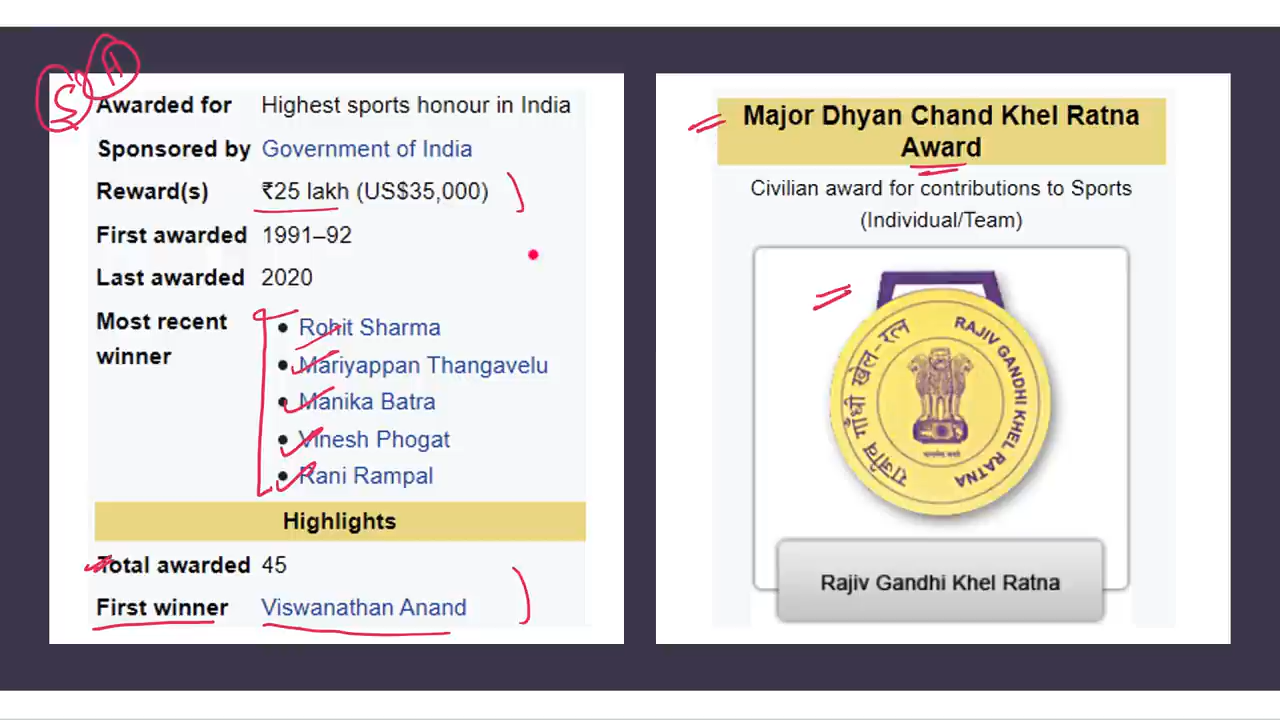 S
H
Awarded for Highest sports honour in India
Sponsored by Government of India
Reward(s) ₹25 lakh (US$35,000)
First awarded 1991–92
Last awarded 2020
Most recent
winner
• Rohit Sharma
• Mariyappan Thangavelu
• Manika Batra
• Vinesh Phogat
• Rani Rampal
Highlights
Total awarded 45
First winner Viswanathan Anand
Major Dhyan Chand Khel Ratna
Award
Civilian award for contributions to Sports
(Individual/Team)
राजीव गाँधी खेल-रत्न
RAJIV GANDHI KHEL RATNA
Rajiv Gandhi Khel Ratna